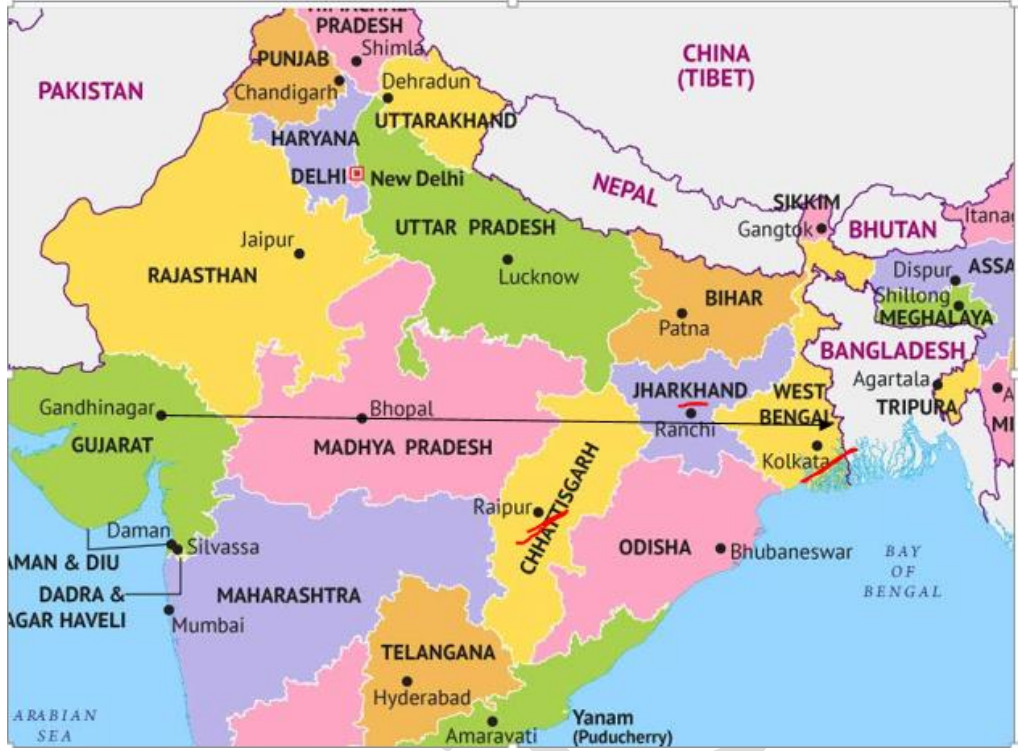 HIMACHAL
PRADESH
Shimla
PUNJAB
Chandigarh
Dehradun
UTTARAKHAND
CHINA
(TIBET)
PAKISTAN
HARYANA
DELHI
New Delhi
NEPAL
SIKKIM
Gangtok
BHUTAN
Itanag
UTTAR PRADESH
Lucknow
Jaipur
RAJASTHAN
BIHAR
Patna
Dispur
ASSA
Shillong
MEGHALAYA
BANGLADESH
Agartala
TRIPURA
A
MI
JHARKHAND
Ranchi
WEST
BENGAL
Kolkata
Gandhinagar
GUJARAT
Bhopal
MADHYA PRADESH
CHHATTISGARH
Raipur
ODISHA
Bhubaneswar
BAY
OF
BENGAL
Daman
Silvassa
AMAN & DIU
DADRA &
AGAR HAVELI
MAHARASHTRA
Mumbai
TELANGANA
Hyderabad
Amaravati
Yanam
(Puducherry)
ARABIAN
SEA